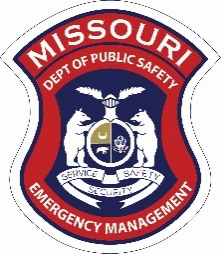 MISSOURI
DEPT OF PUBLIC SAFETY
SERVICE SAFETY
SECURITY
EMERGENCY MANAGEMENT